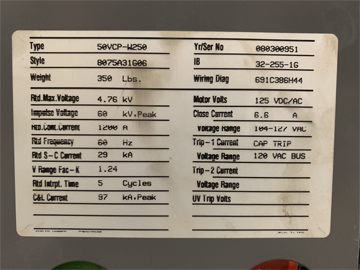 Type 50VCP-W250 Yr/Ser No 080300951
Style 8075A31G06 IB 32-255-1G
Weight 350 Lbs. Wiring Diag 691C386H44
Rtd.Max.Voltage 4.76 kV Motor Volts 125 VDC/AC
Impulse Voltage 60 kV.Peak Close Current 6.6 A
Rtd.Cont.Current 1200 A Voltage Range 104-127 VAC
Rtd Frequency 60 Hz Trip-1 Current CAP TRIP
Rtd S-C Current 29 kA Voltage Range 120 VAC BUS
V Range Fac-K 1.24 Trip-2 Current
Rtd Intrpt. Time 5 Cycles Voltage Range
C&L Current 97 kA.Peak UV Trip Volts